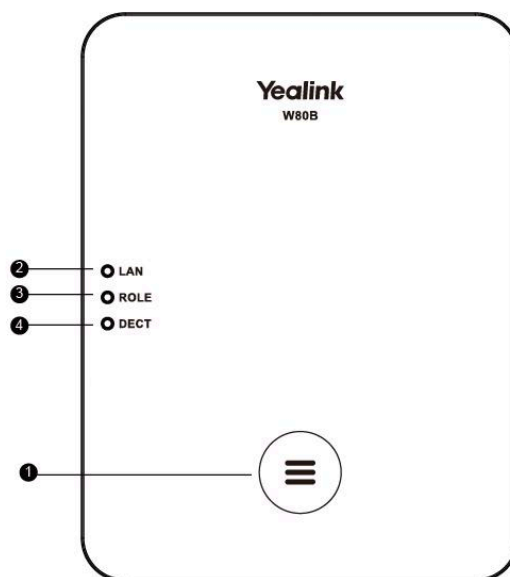 Yealink
W80B
2 LAN
3 ROLE
4 DECT
1